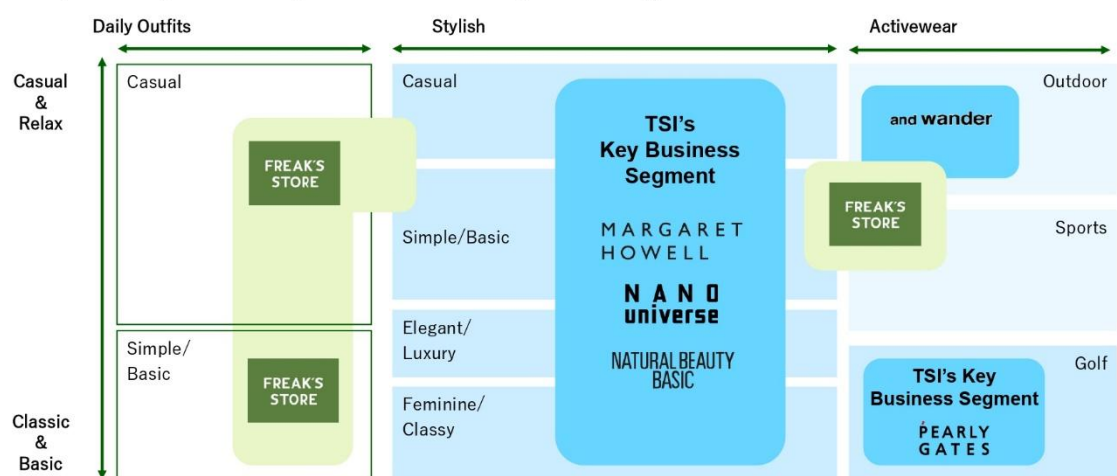 Daily Outfits
Stylish
Activewear
Casual
&
Relax
Classic
&
Basic
Casual
FREAK'S
STORE
Simple/
Basic
FREAK'S
STORE
Casual
Simple/Basic
Elegant/
Luxury
Feminine/
Classy
TSI's
Key Business
Segment
MARGARET
HOWELL
NANO
universe
NATURAL BEAUTY
BASIC
Outdoor
and wander
FREAK'S
STORE
Sports
Golf
TSI's Key
Business Segment
PEARLY
GATES